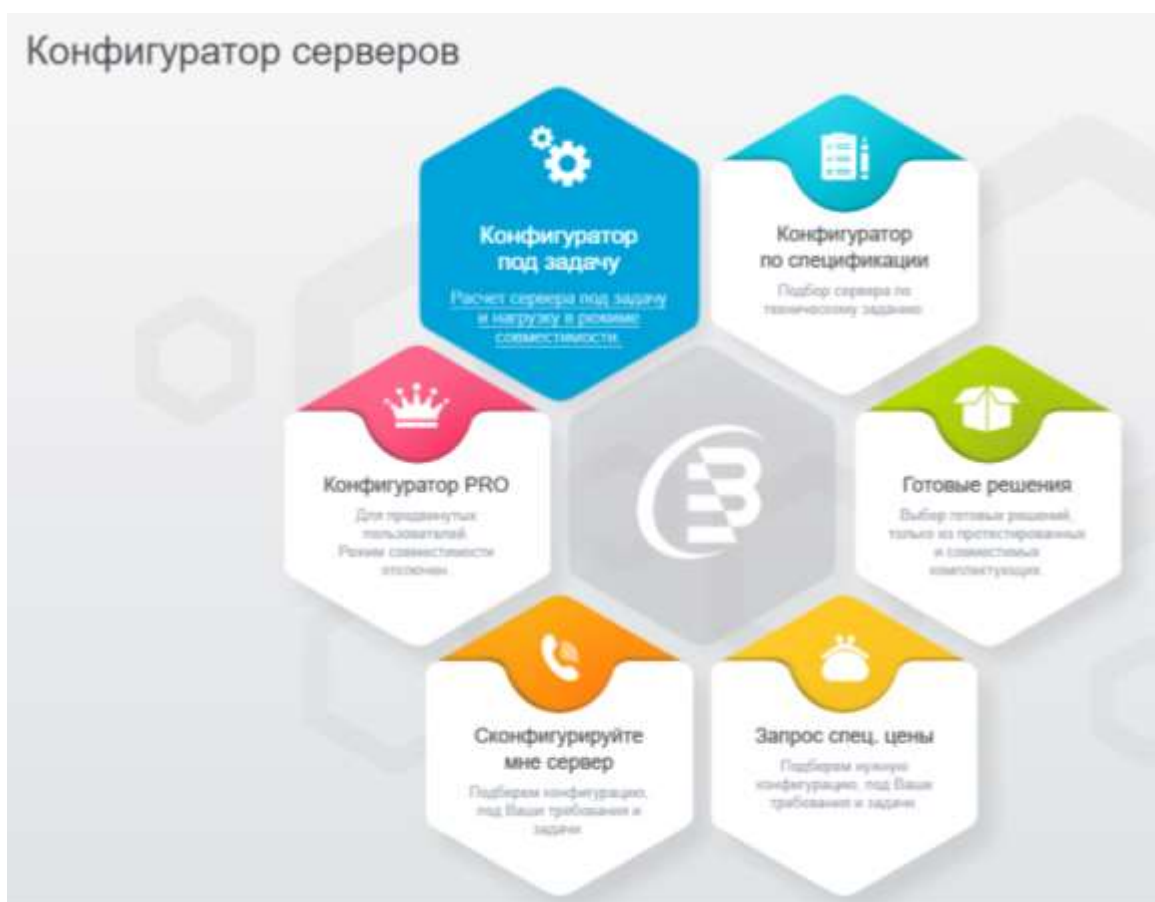 Конфигуратор серверов
Конфигуратор
под задачу
Расчет сервера под задачу
и нагрузку в режиме
совместимости.
Конфигуратор
по спецификации
Подбор сервера по
техническому заданию
Конфигуратор PRO
Для продвинутых
пользователей.
Режим совместимости
отключен
Готовые решения
Выбор готовых решений,
только из протестированных
и совместимых
комплектующих
Сконфигурируйте
мне сервер
Подберем конфигурацию,
под Ваши требования и
задачи
Запрос спец. цены
Подберем нужную
конфигурацию, под Ваши
требования и задачи